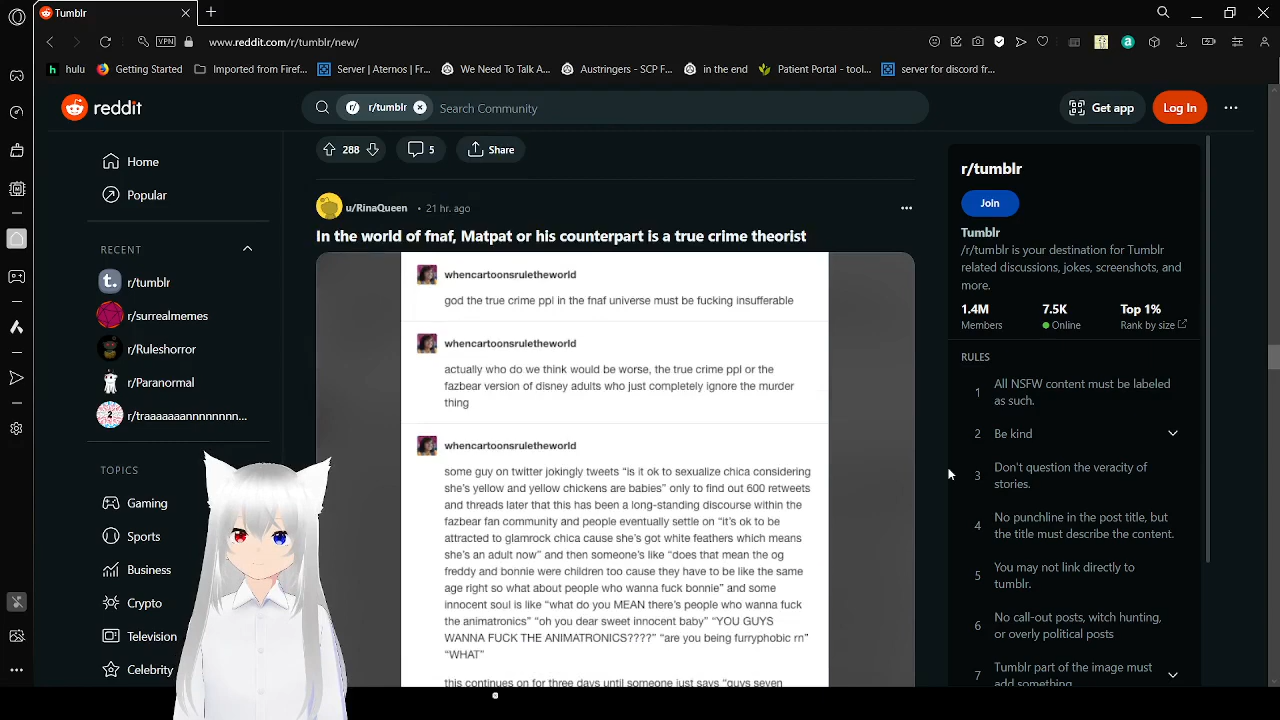 Tumblr
VPN
www.reddit.com/r/tumblr/new/
hulu
Getting Started
Imported from Firef...
Server | Aternos | Fr...
We Need To Talk A...
Austringers - SCP F...
in the end
Patient Portal - tool...
server for discord fr...
reddit
r/ r/tumblr
Search Community
Get app
Log In
288
5
Share
Home
Popular
RECENT
r/tumblr
r/surrealmemes
r/Ruleshorror
r/Paranormal
r/traaaaaaannnnnnnn...
TOPICS
Gaming
Sports
Business
Crypto
Television
Celebrity
u/RinaQueen • 21 hr. ago
In the world of fnaf, Matpat or his counterpart is a true crime theorist
whencartoonsruletheworld
god the true crime ppl in the fnaf universe must be fucking insufferable
whencartoonsruletheworld
actually who do we think would be worse, the true crime ppl or the
fazbear version of disney adults who just completely ignore the murder
thing
whencartoonsruletheworld
some guy on twitter jokingly tweets “is it ok to sexualize chica considering
she’s yellow and yellow chickens are babies” only to find out 600 retweets
and threads later that this has been a long-standing discourse within the
fazbear fan community and people eventually settle on “it’s ok to be
attracted to glamrock chica cause she’s got white feathers which means
she’s an adult now” and then someone’s like “does that mean the og
freddy and bonnie were children too cause they have to be like the same
age right so what about people who wanna fuck bonnie” and some
innocent soul is like “what do you MEAN there’s people who wanna fuck
the animatronics” “oh you dear sweet innocent baby” “YOU GUYS
WANNA FUCK THE ANIMATRONICS????” “are you being furryphobic rn”
“WHAT”
this continues on for three days until someone just says “guys seven
r/tumblr
Join
Tumblr
/r/tumblr is your destination for Tumblr
related discussions, jokes, screenshots, and
more.
1.4M
Members
7.5K
Online
Top 1%
Rank by size
RULES
1 All NSFW content must be labeled
as such.
2 Be kind
3 Don't question the veracity of
stories.
4 No punchline in the post title, but
the title must describe the content.
5 You may not link directly to
tumblr.
6 No call-out posts, witch hunting,
or overly political posts
7 Tumblr part of the image must
add something